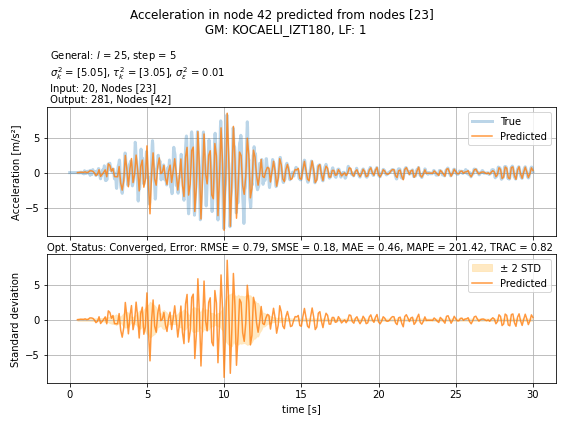 Acceleration in node 42 predicted from nodes [23]
GM: KOCAELI_IZT180, LF: 1
General: l = 25, step = 5
σ²ₖ = [5.05], τ²ₖ = [3.05], σ²ε = 0.01
Input: 20, Nodes [23]
Output: 281, Nodes [42]
True
Predicted
Acceleration [m/s²]
5
0
−5
Opt. Status: Converged, Error: RMSE = 0.79, SMSE = 0.18, MAE = 0.46, MAPE = 201.42, TRAC = 0.82
± 2 STD
Predicted
Standard deviation
5
0
−5
0 5 10 15 20 25 30
time [s]